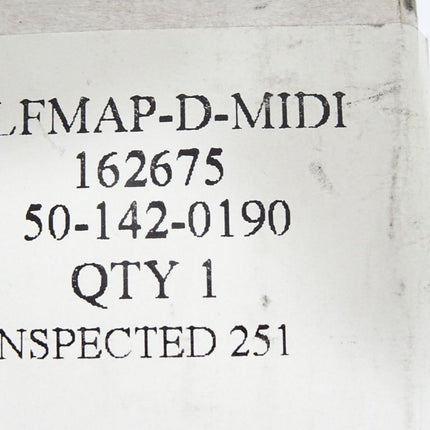 LFMAP-D-MIDI
162675
50-142-0190
QTY 1
NSPECTED 251